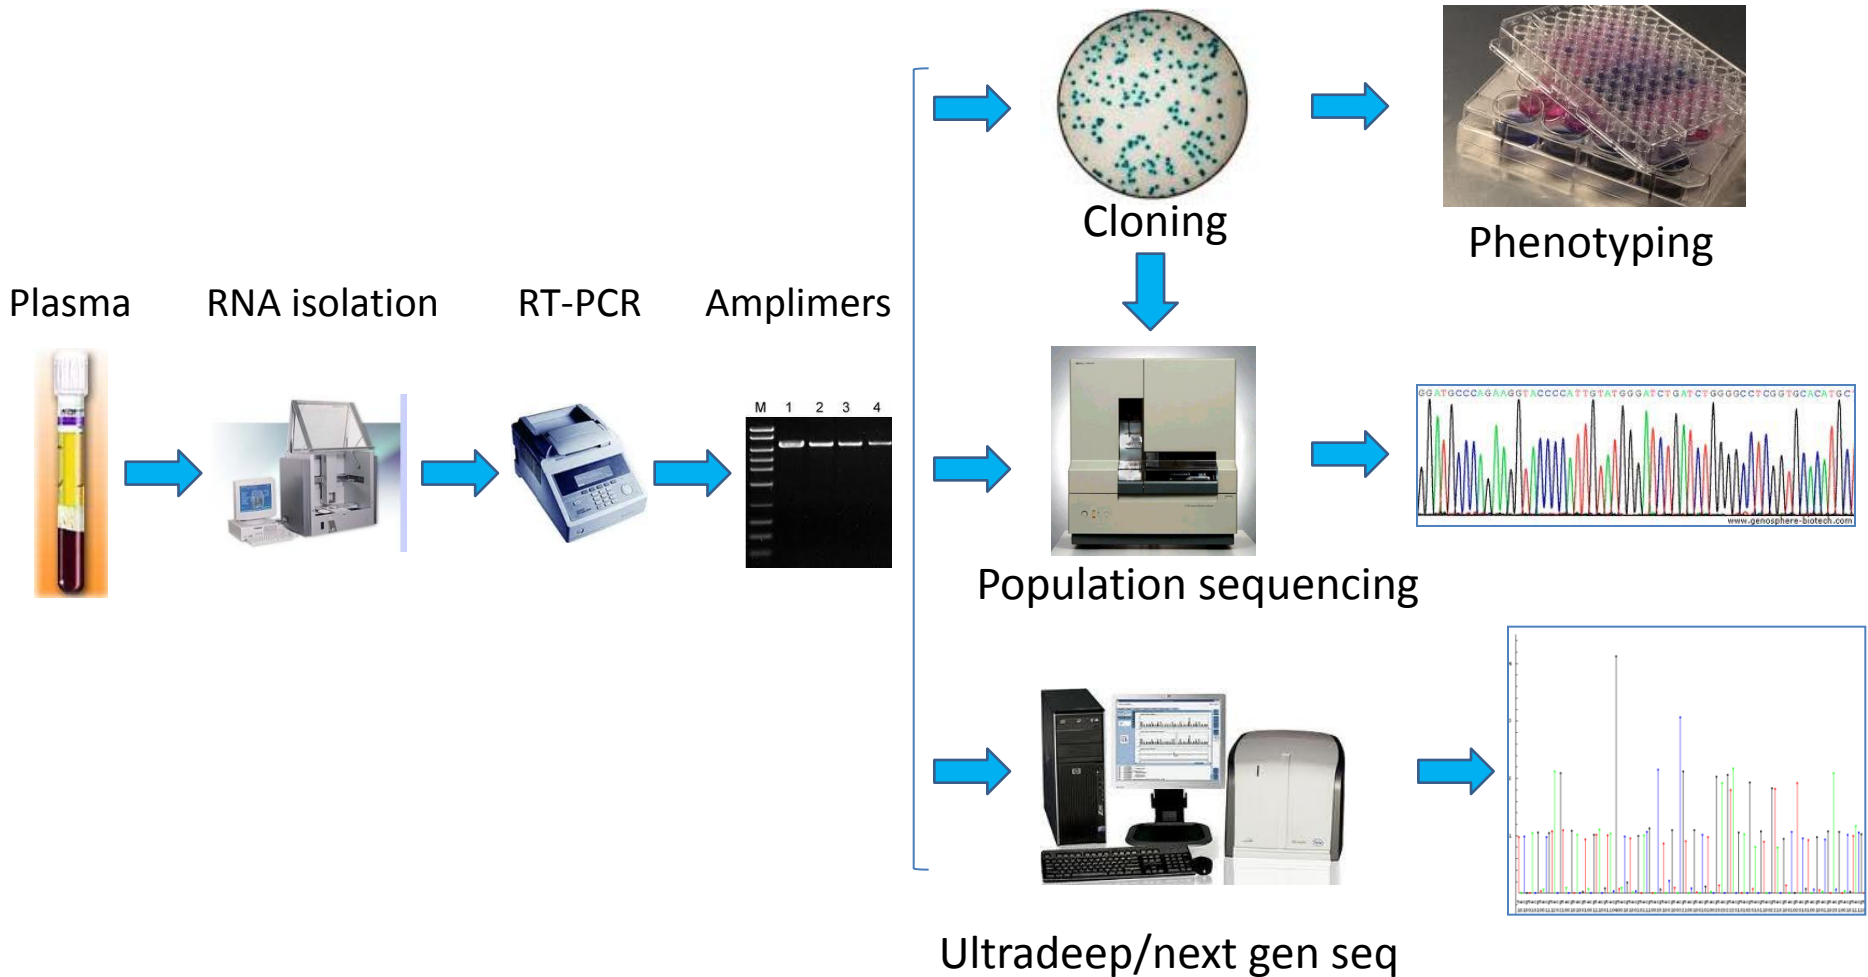 Cloning
Phenotyping
Plasma
RNA isolation
RT-PCR
Amplimers
M 1 2 3 4
GGATGCCCAGAAGGTACCCCATTGTATGGGATCTGATCTGGGGCCTCGGTGCACATGC
www.genosphere-biotech.com
Population sequencing
Ultradeep/next gen seq